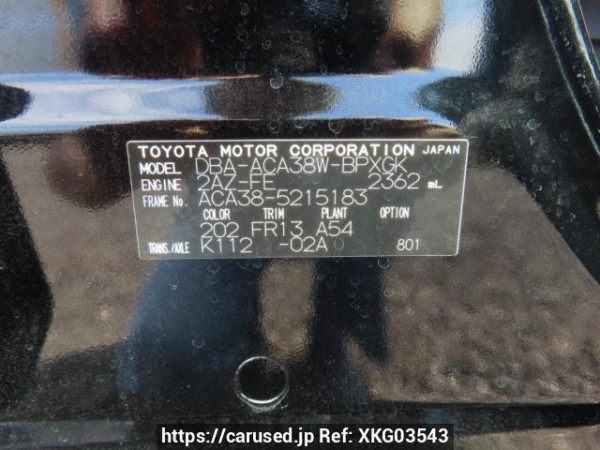 TOYOTA MOTOR CORPORATION JAPAN
MODEL DBA-ACA38W-BPXGK
ENGINE 2AZ-FE 2362 mL
FRAME No. ACA38-5215183
COLOR TRIM PLANT
202 FR13 A54
TRANS./AXLE K112 -02A 801
https://carused.jp Ref: XKG03543